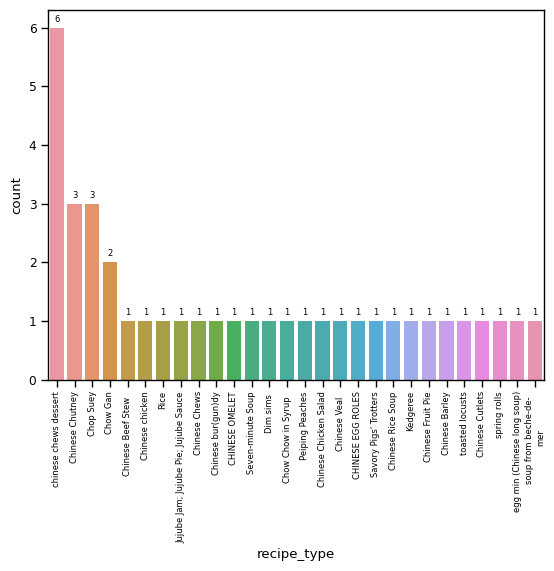 6
6
5
count
4
3
3
3
2
2
1
1 1 1 1 1 1 1 1 1 1 1 1 1 1 1 1 1 1 1 1 1 1 1 1
0
chinese chews dessert
Chinese Chutney
Chop Suey
Chow Gan
Chinese Beef Stew
Chinese chicken
Rice
Jujube Jam; Jujube Pie; Jujube Sauce
Chinese Chews
Chinese bur(gun)dy
CHINESE OMELET
Seven-minute Soup
Dim sims
Chow Chow in Syrup
Peiping Peaches
Chinese Chicken Salad
Chinese Veal
CHINESE EGG ROLES
Savory Pigs' Trotters
Chinese Rice Soup
Kedgeree
Chinese Fruit Pie
Chinese Barley
toasted locusts
Chinese Cutlets
spring rolls
egg min (Chinese long soup)
soup from beche-de-
mer
recipe_type